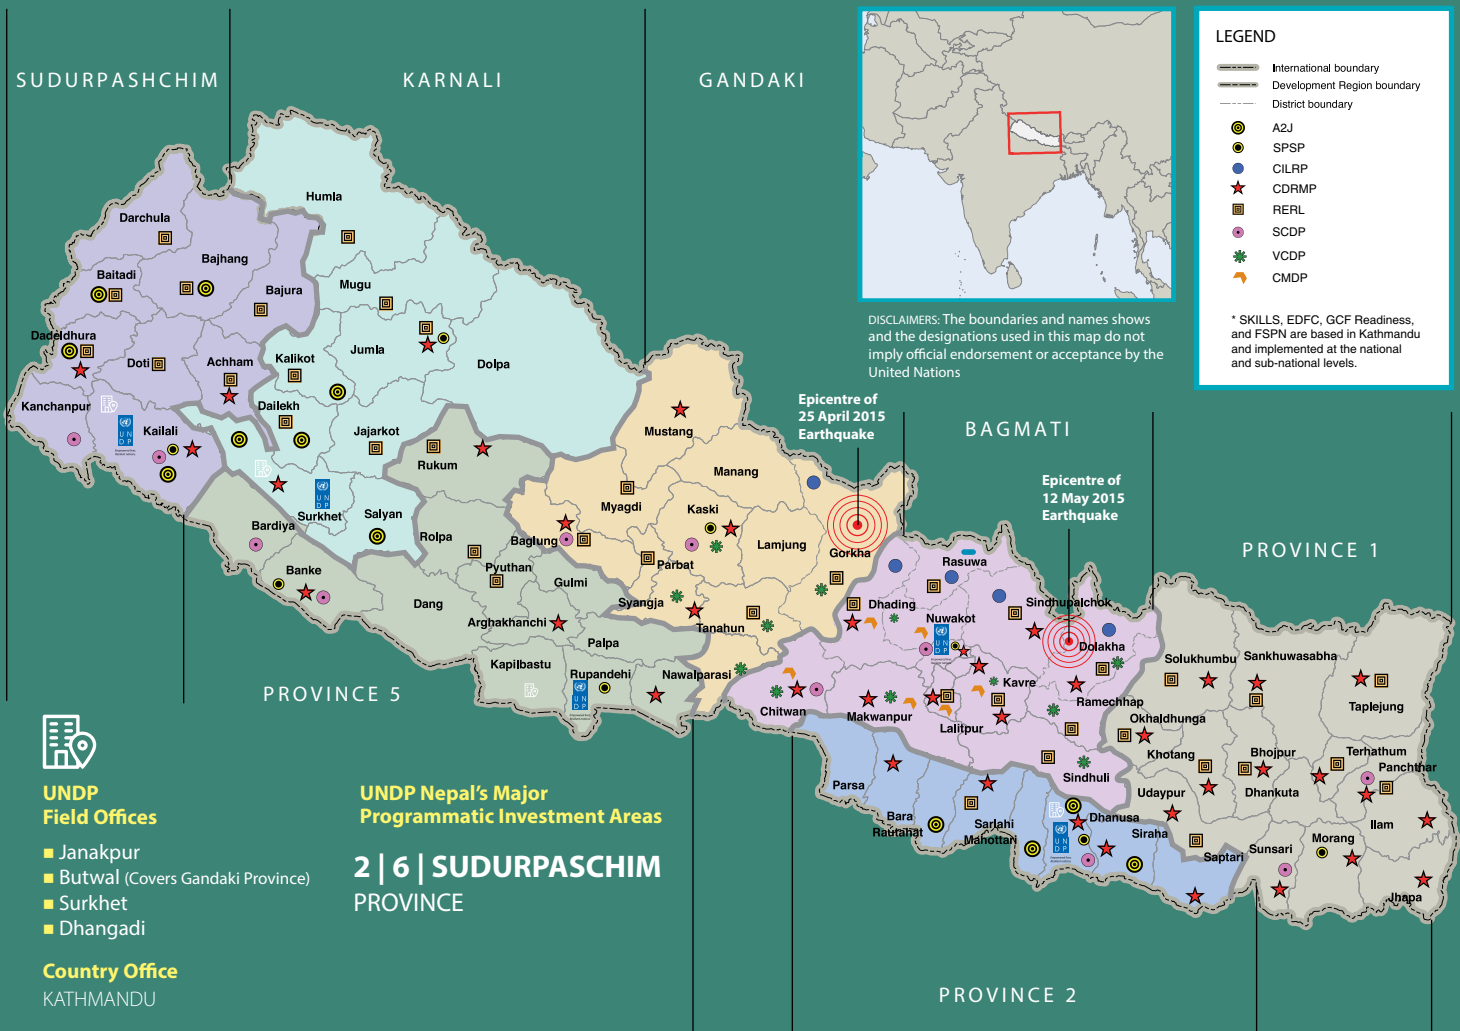 SUDURPASHCHIM
KARNALI
GANDAKI
LEGEND
International boundary
Development Region boundary
District boundary
A2J
SPSP
CILRP
CDRMP
RERL
SCDP
VCDP
CMDP
* SKILLS, EDFC, GCF Readiness,
and FSPN are based in Kathmandu
and implemented at the national
and sub-national levels.
DISCLAIMERS: The boundaries and names shows
and the designations used in this map do not
imply official endorsement or acceptance by the
United Nations
Epicentre of
25 April 2015
Earthquake
BAGMATI
Epicentre of
12 May 2015
Earthquake
PROVINCE 1
Humla
Darchula
Bajhang
Baitadi
Mugu
Bajura
Dadeldhura
Doti
Achham
Kalikot
Jumla
Dolpa
Kanchanpur
Kailali
U N
D P
Dailekh
Jajarkot
Rukum
Mustang
Manang
Myagdi
Kaski
Surkhet
U N
D P
Salyan
Bardiya
Rolpa
Baglung
Lamjung
Gorkha
Banke
Pyuthan
Parbat
Gulmi
Dang
Syangja
Tanahun
Arghakhanchi
Palpa
Kapilbastu
Rupandehi
U N
D P
Nawalparasi
Rasuwa
Dhading
Nuwakot
U N
D P
Sindhupalchok
Dolakha
Kavre
Chitwan
Makwanpur
Lalitpur
Ramechhap
Sindhuli
Solukhumbu
Sankhuwasabha
Taplejung
Okhaldhunga
Khotang
Bhojpur
Terhathum
Panchthar
Udaypur
Dhankuta
Ilam
Parsa
Bara
Rautahat
Sarlahi
Mahottari
U N
D P
Dhanusa
Siraha
Saptari
Sunsari
Morang
Jhapa
PROVINCE 5
PROVINCE 2
UNDP
Field Offices
Janakpur
Butwal (Covers Gandaki Province)
Surkhet
Dhangadi
Country Office
KATHMANDU
UNDP Nepal's Major
Programmatic Investment Areas
2 | 6 | SUDURPASCHIM
PROVINCE